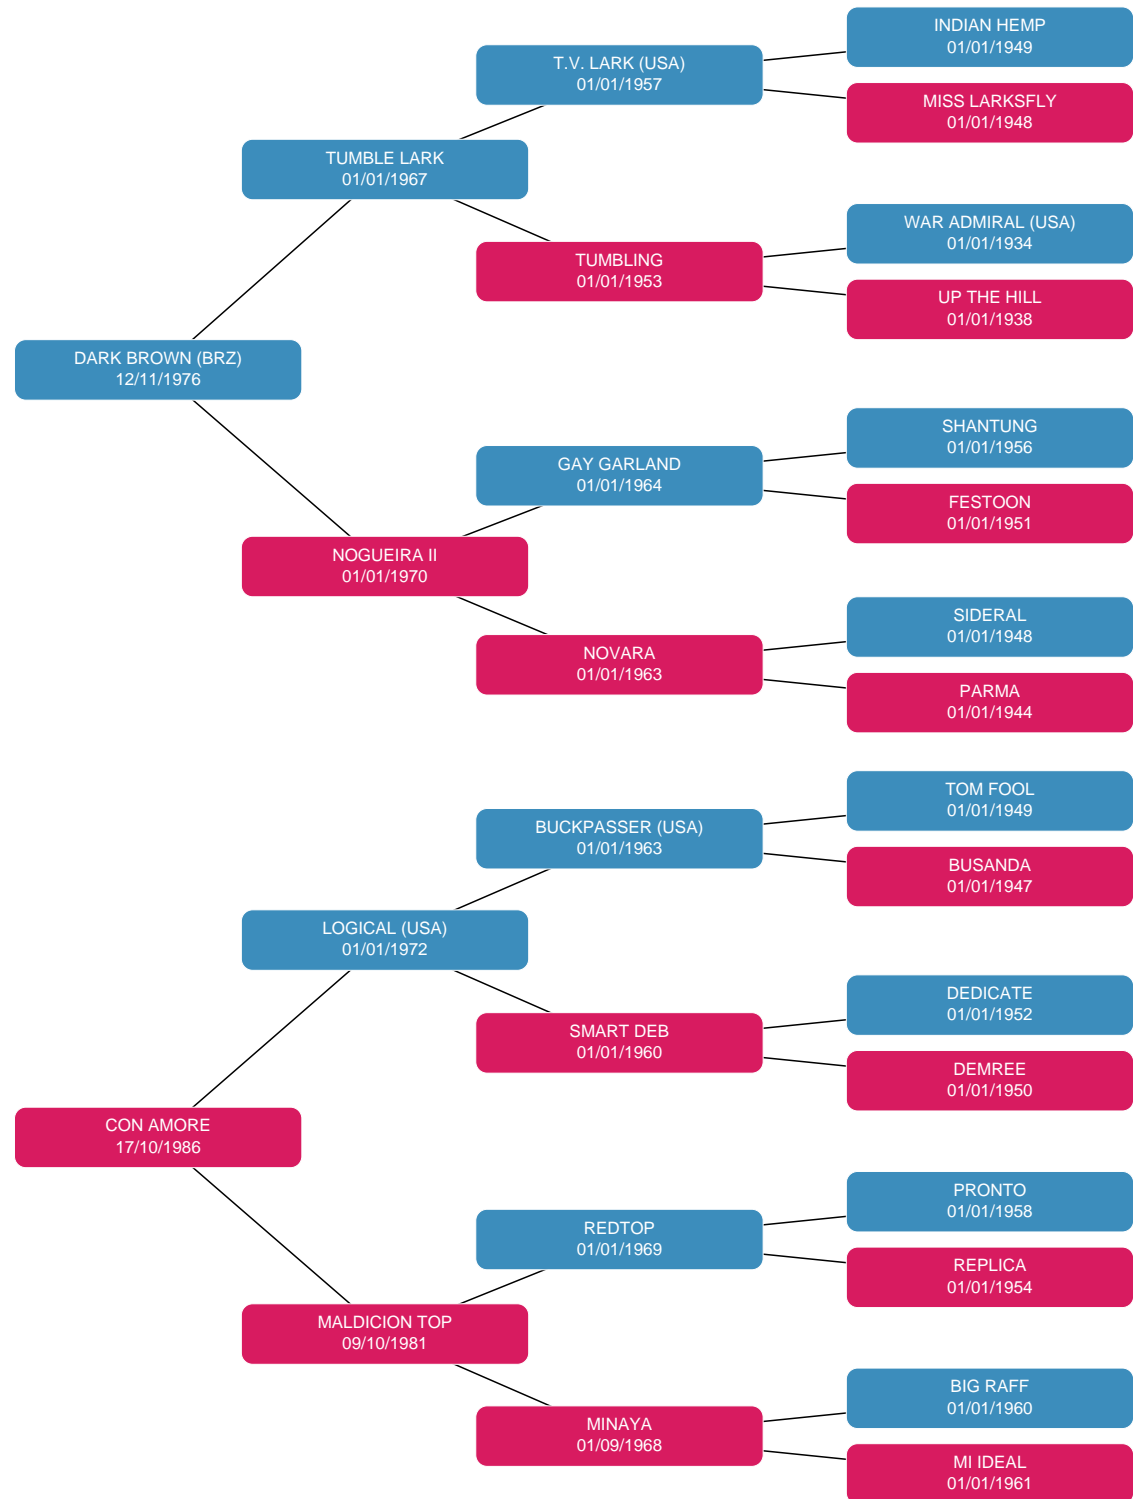 INDIAN HEMP
01/01/1949
T.V. LARK (USA)
01/01/1957
MISS LARKSFLY
01/01/1948
TUMBLE LARK
01/01/1967
WAR ADMIRAL (USA)
01/01/1934
TUMBLING
01/01/1953
UP THE HILL
01/01/1938
DARK BROWN (BRZ)
12/11/1976
SHANTUNG
01/01/1956
GAY GARLAND
01/01/1964
FESTOON
01/01/1951
NOGUEIRA II
01/01/1970
SIDERAL
01/01/1948
NOVARA
01/01/1963
PARMA
01/01/1944
TOM FOOL
01/01/1949
BUCKPASSER (USA)
01/01/1963
BUSANDA
01/01/1947
LOGICAL (USA)
01/01/1972
DEDICATE
01/01/1952
SMART DEB
01/01/1960
DEMREE
01/01/1950
CON AMORE
17/10/1986
PRONTO
01/01/1958
REDTOP
01/01/1969
REPLICA
01/01/1954
MALDICION TOP
09/10/1981
BIG RAFF
01/01/1960
MINAYA
01/09/1968
MI IDEAL
01/01/1961